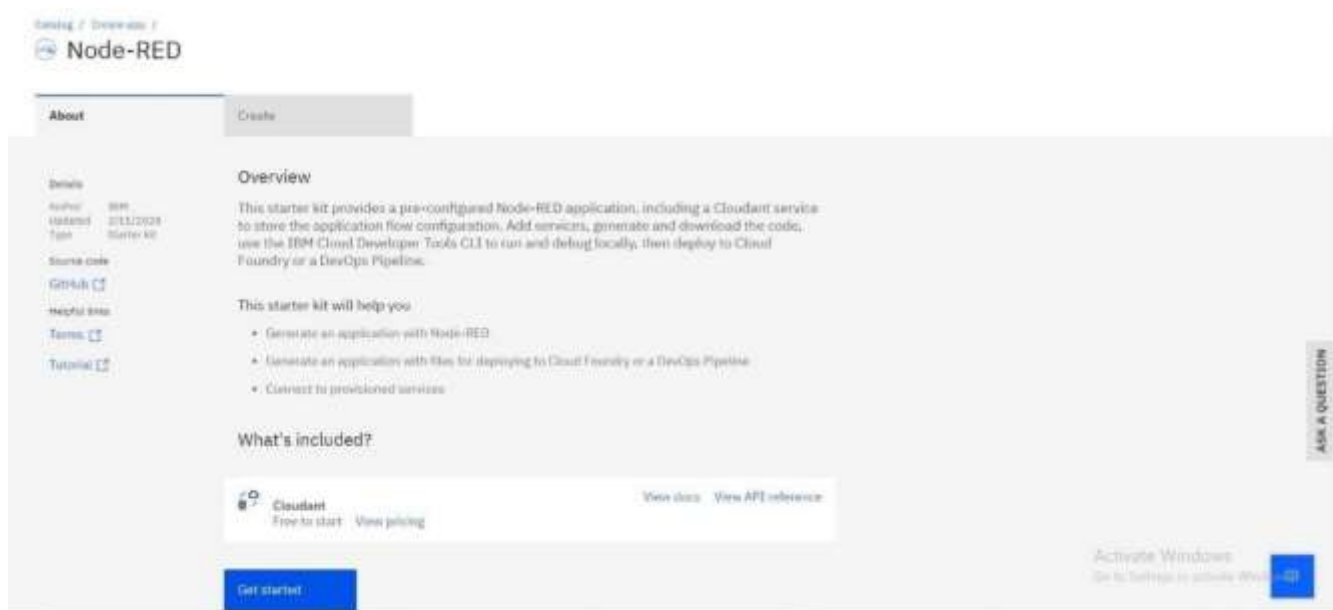 Catalog / Create app /
Node-RED
About
Create
Details
Author IBM
Updated
Type Starter kit
Source code
GitHub
Helpful links
Terms
Tutorial
Overview
This starter kit provides a pre-configured Node-RED application, including a Cloudant service
to store the application flow configuration. Add services, generate and download the code,
use the IBM Cloud Developer Tools CLI to run and debug locally, then deploy to Cloud
Foundry or a DevOps Pipeline.
This starter kit will help you
• Generate an application with Node-RED
• Generate an application with files for deploying to Cloud Foundry or a DevOps Pipeline
• Connect to provisioned services
What's included?
Cloudant
Free to start View pricing
View docs View API reference
Get started
ASK A QUESTION
Activate Windows
Go to Settings to activate